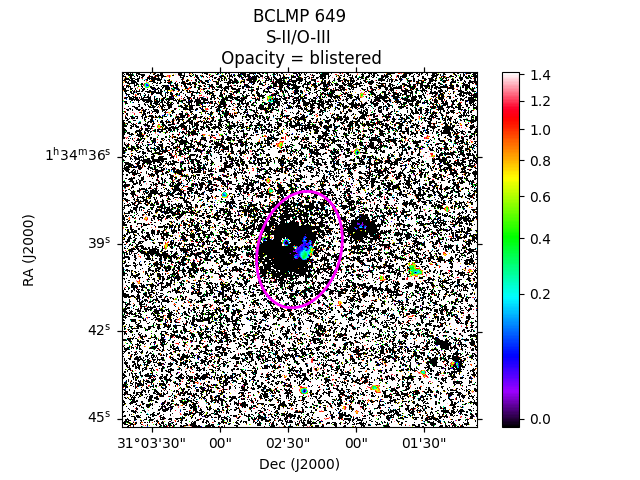 BCLMP 649
S-II/O-III
Opacity = blistered
1.4
1.2
1.0
0.8
0.6
0.4
0.2
0.0
1ʰ34ᵐ36ˢ
39ˢ
42ˢ
45ˢ
RA (J2000)
31°03'30" 00" 02'30" 00" 01'30"
Dec (J2000)